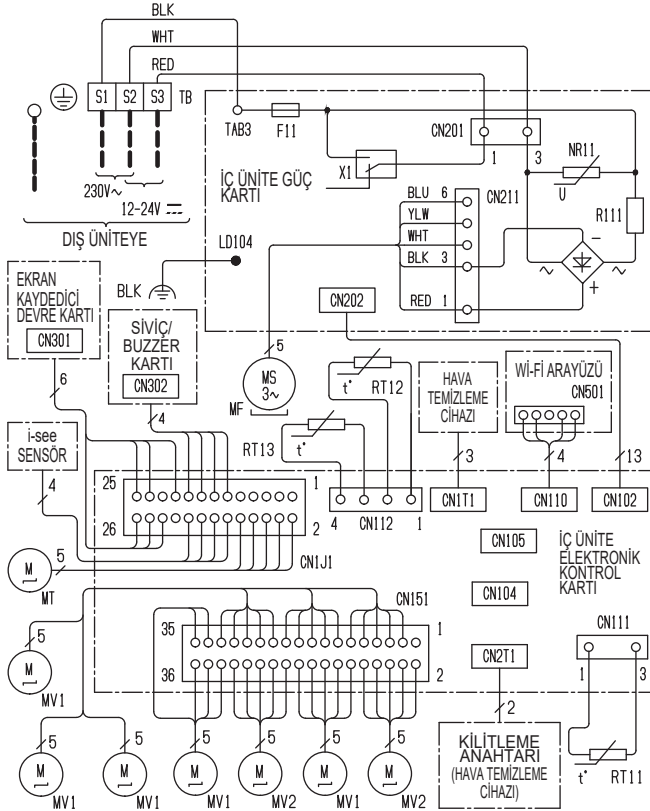 BLK
WHT
RED
S1 S2 S3 TB
230V~
12-24V
DIŞ ÜNİTEYE
TAB3
F11
X1
CN201
1 3
NR11
U
R111
İÇ ÜNİTE GÜÇ
KARTI
CN211
BLU 6
YLW
WHT
BLK 3
RED 1
~ ~
-
+
LD104
BLK
CN202
EKRAN
KAYDEDİCİ
DEVRE KARTI
CN301
6
SİVİÇ/
BUZZER
KARTI
CN302
4
5
MS
3~
MF
RT12
t°
RT13
t°
HAVA
TEMİZLEME
CİHAZI
3
Wİ-Fİ ARAYÜZÜ
CN501
4
13
i-see
SENSÖR
4
25 1
26 2
CN1J1
4 CN112 1
CN1T1
CN110
CN102
CN105
İÇ ÜNİTE
ELEKTRONİK
KONTROL
KARTI
CN104
M
5
MT
CN151
35 1
36 2
CN2T1
2
CN111
1 3
M
5
MV1
M
5
MV1
M
5
MV1
M
5
MV1
M
5
MV2
M
5
MV1
M
5
MV2
KİLİTLEME
ANAHTARI
(HAVA TEMİZLEME
CİHAZI)
t°
RT11